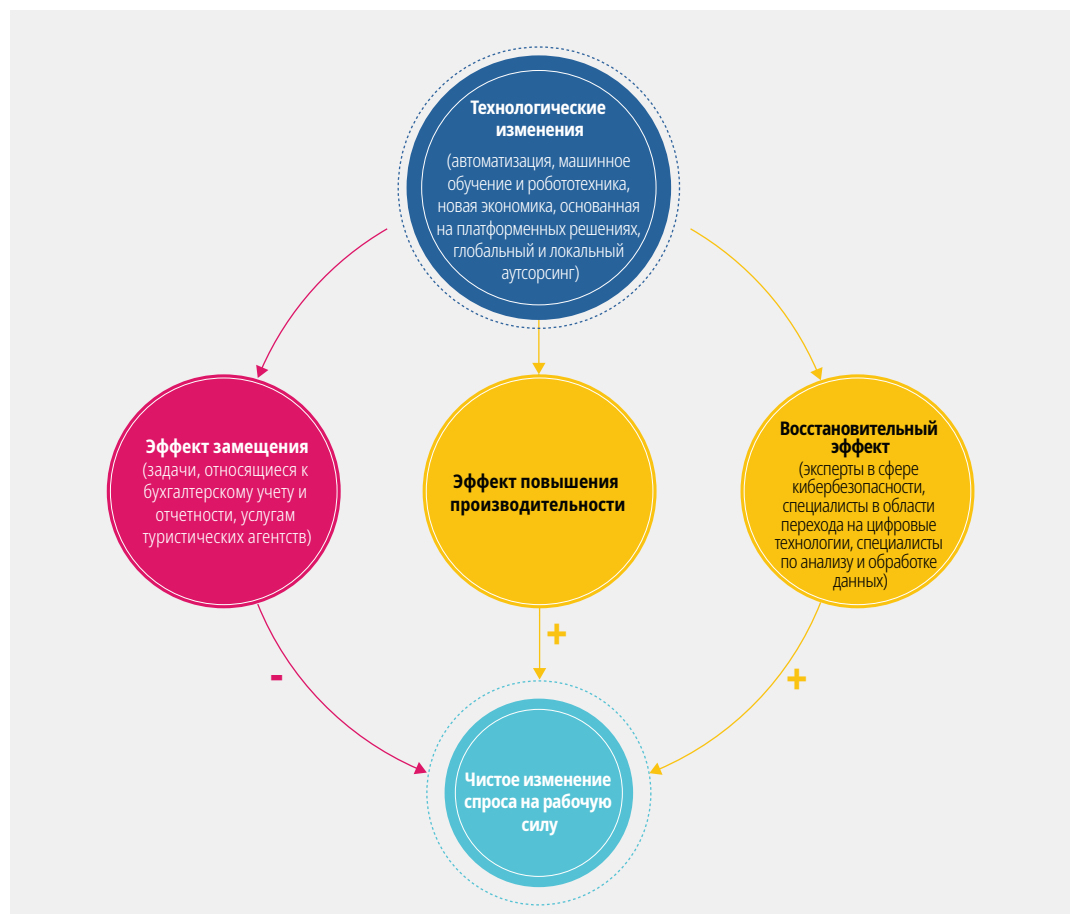 Технологические
изменения
(автоматизация, машинное
обучение и робототехника,
новая экономика, основанная
на платформенных решениях,
глобальный и локальный
аутсорсинг)
Эффект замещения
(задачи, относящиеся к
бухгалтерскому учету и
отчетности, услугам
туристических агентств)
Эффект повышения
производительности
Восстановительный
эффект
(эксперты в сфере
кибербезопасности,
специалисты в области
перехода на цифровые
технологии, специалисты
по анализу и обработке
данных)
-
+
+
Чистое изменение
спроса на рабочую
силу